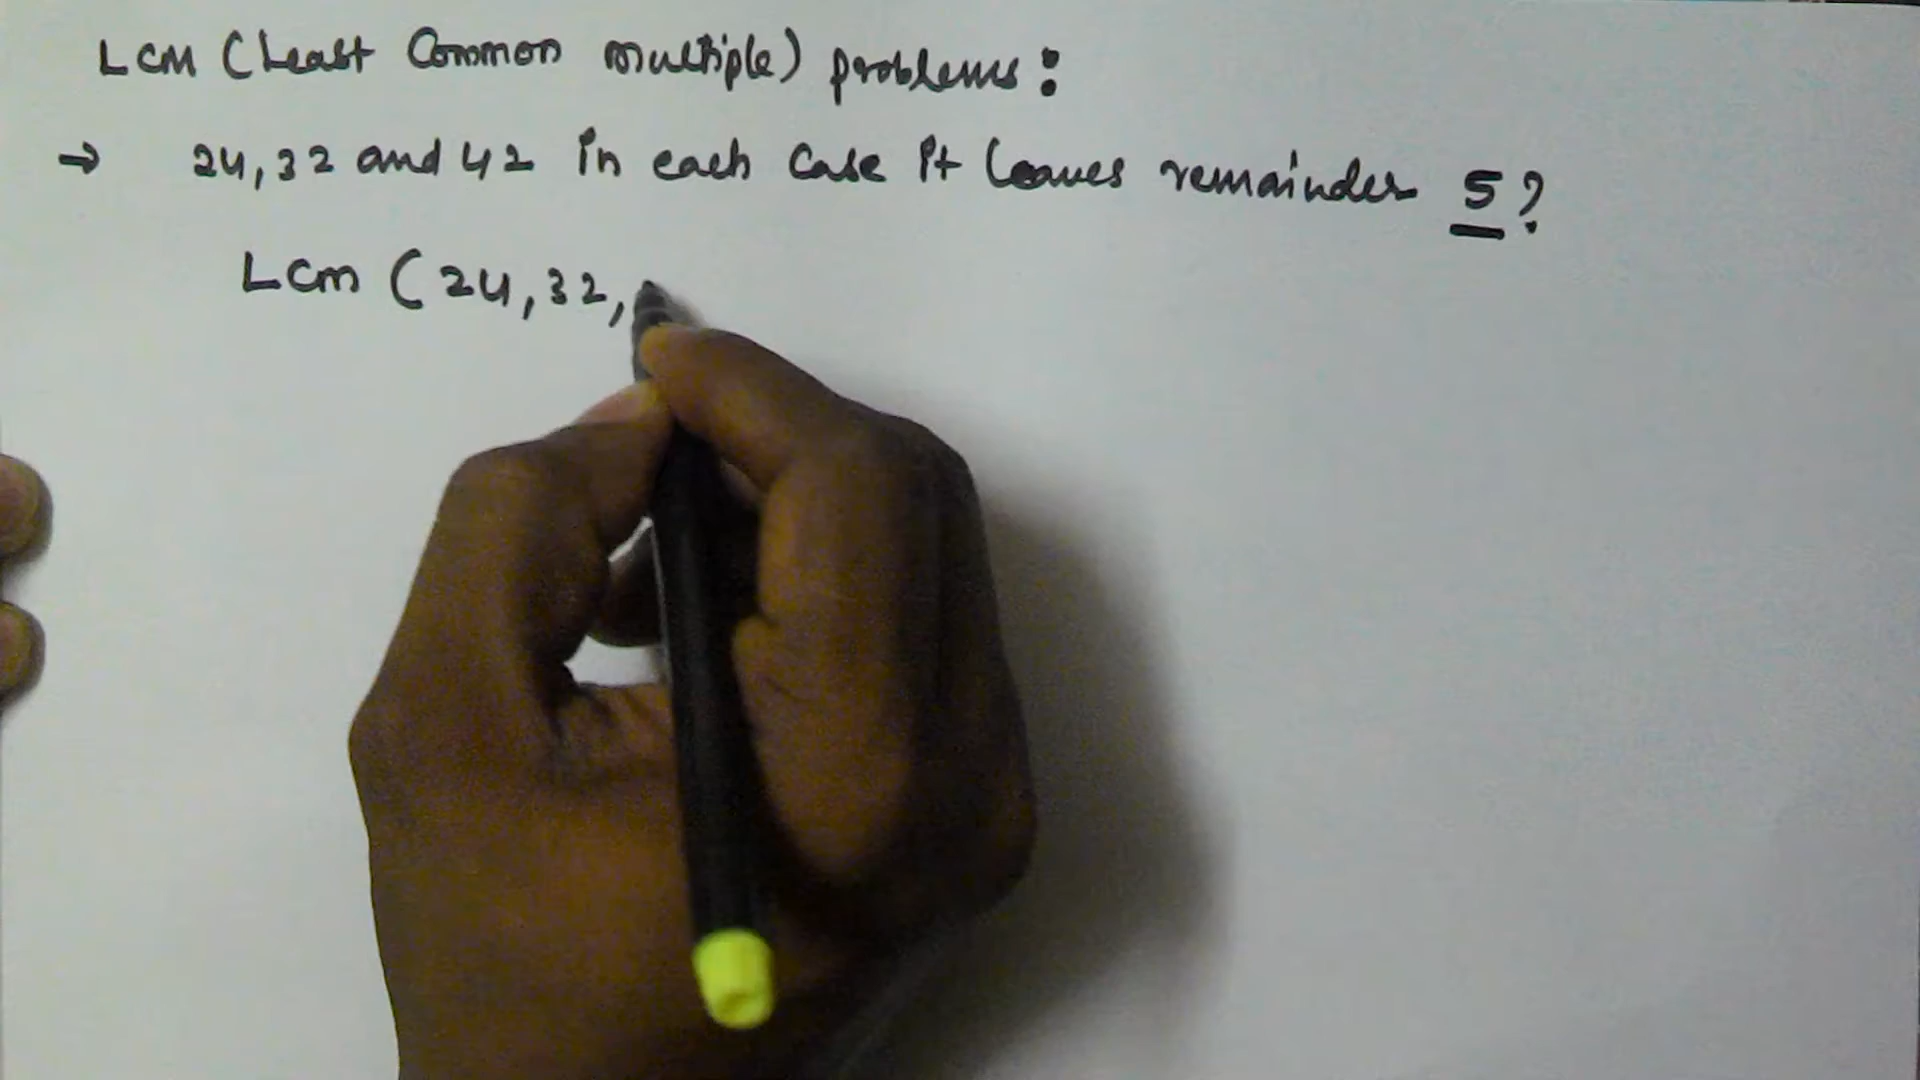 LCM (Least Common multiple) problems:
→ 24, 32 and 42 in each case it leaves remainder 5?
Lcm (24, 32,